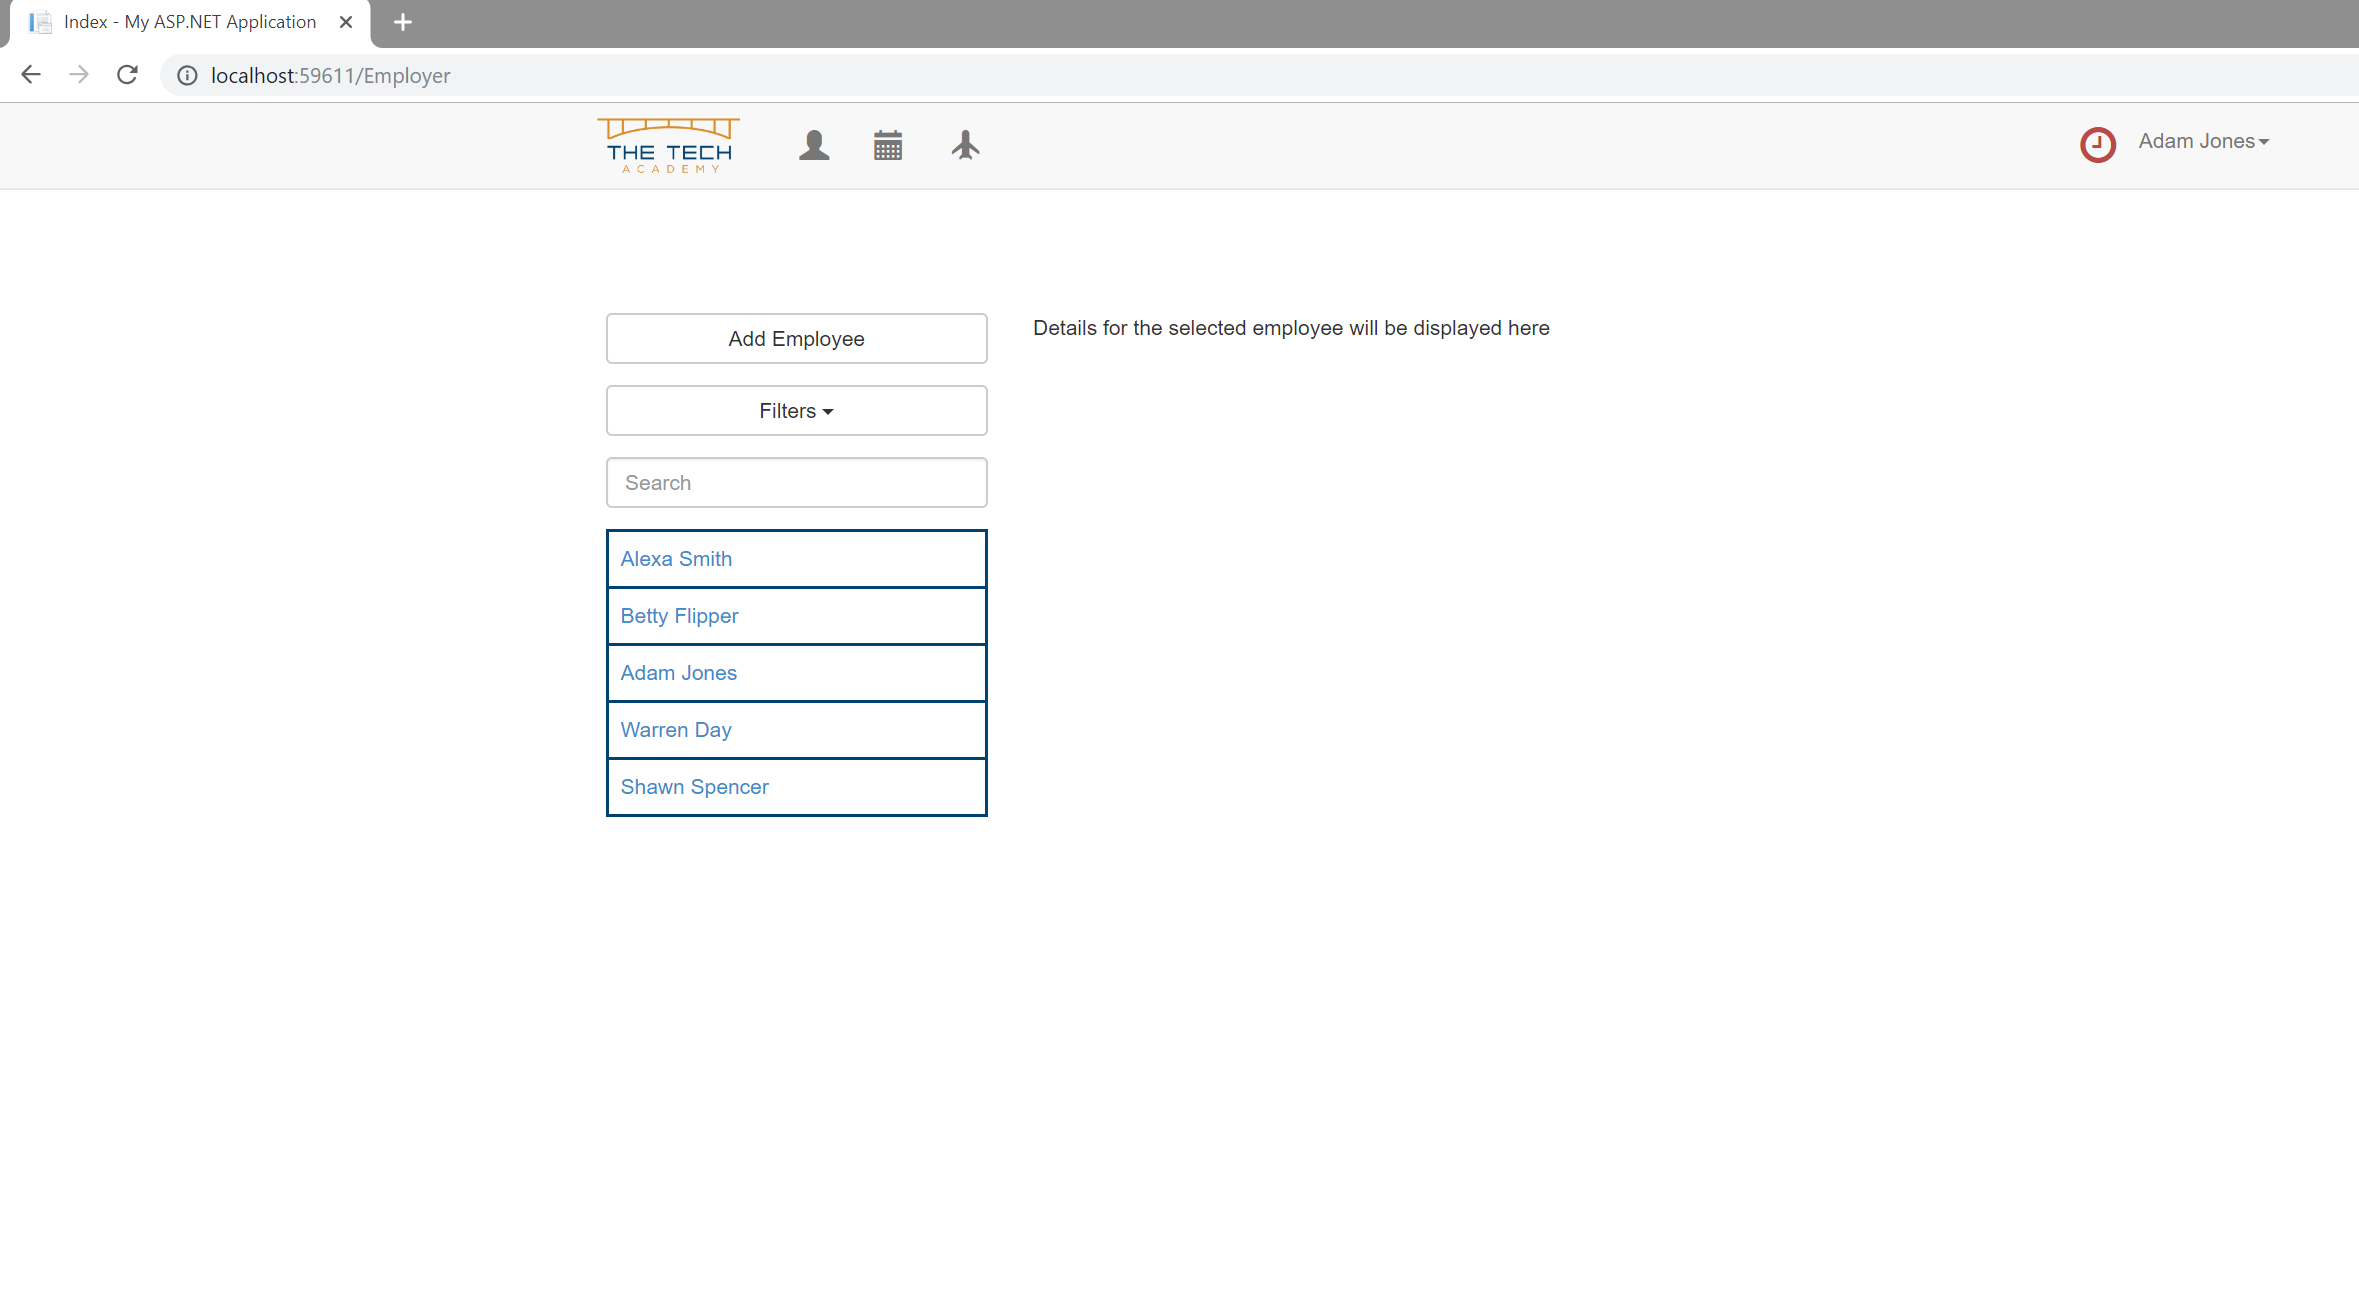 Index - My ASP.NET Application
localhost:59611/Employer
THE TECH
ACADEMY
Adam Jones
Add Employee
Details for the selected employee will be displayed here
Filters
Search
Alexa Smith
Betty Flipper
Adam Jones
Warren Day
Shawn Spencer